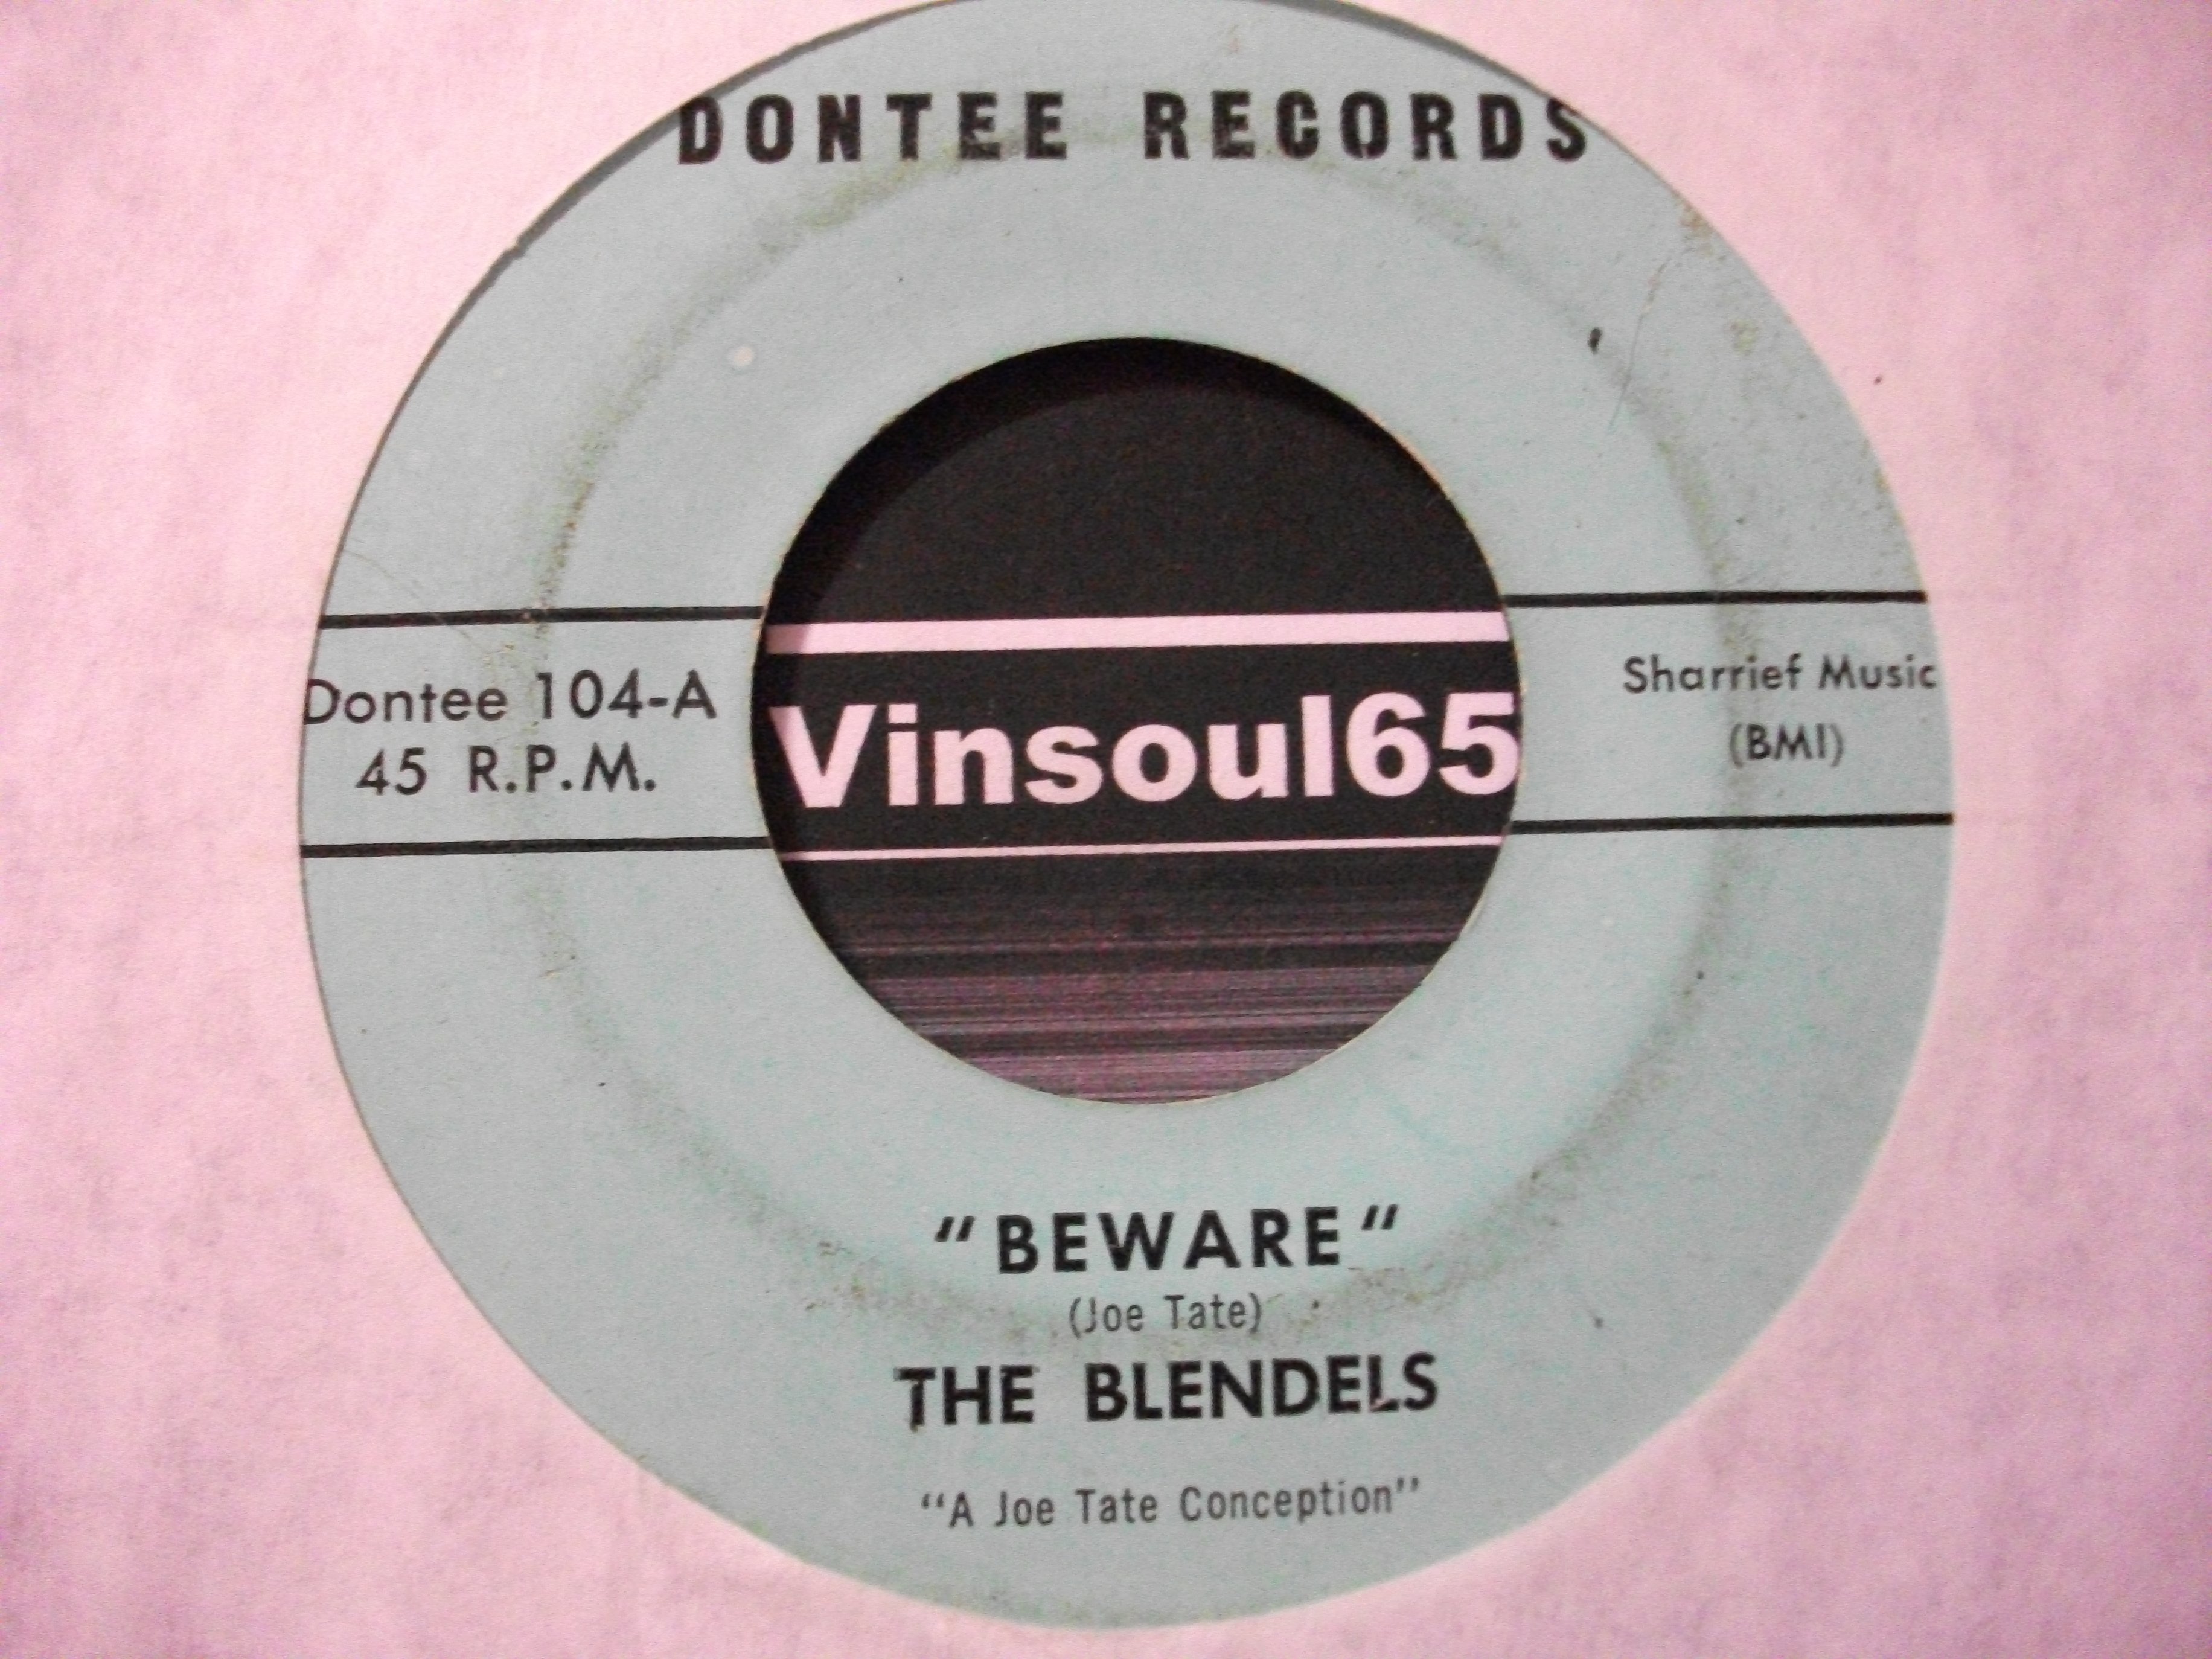 DONTEE RECORDS
Dontee 104-A
45 R.P.M.
Vinsoul65
Sharrief Music
(BMI)
"BEWARE"
(Joe Tate)
THE BLENDELS
"A Joe Tate Conception"